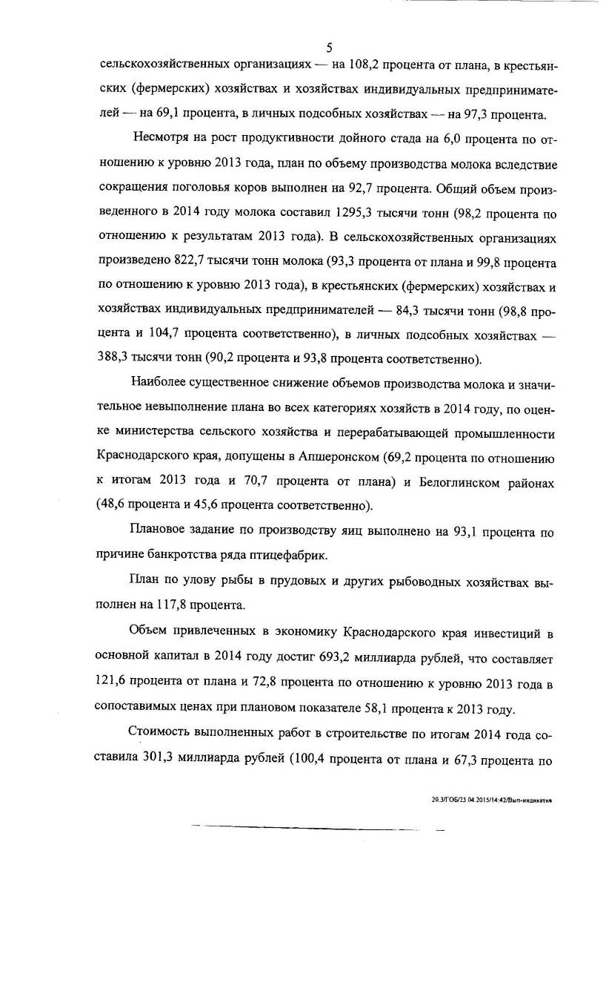 5
сельскохозяйственных организациях — на 108,2 процента от плана, в крестьян-
ских (фермерских) хозяйствах и хозяйствах индивидуальных предпринимате-
лей — на 69,1 процента, в личных подсобных хозяйствах — на 97,3 процента.
Несмотря на рост продуктивности дойного стада на 6,0 процента по от-
ношению к уровню 2013 года, план по объему производства молока вследствие
сокращения поголовья коров выполнен на 92,7 процента. Общий объем произ-
веденного в 2014 году молока составил 1295,3 тысячи тонн (98,2 процента по
отношению к результатам 2013 года). В сельскохозяйственных организациях
произведено 822,7 тысячи тонн молока (93,3 процента от плана и 99,8 процента
по отношению к уровню 2013 года), в крестьянских (фермерских) хозяйствах и
хозяйствах индивидуальных предпринимателей — 84,3 тысячи тонн (98,8 про-
цента и 104,7 процента соответственно), в личных подсобных хозяйствах —
388,3 тысячи тонн (90,2 процента и 93,8 процента соответственно).
Наиболее существенное снижение объемов производства молока и значи-
тельное невыполнение плана во всех категориях хозяйств в 2014 году, по оцен-
ке министерства сельского хозяйства и перерабатывающей промышленности
Краснодарского края, допущены в Апшеронском (69,2 процента по отношению
к итогам 2013 года и 70,7 процента от плана) и Белоглинском районах
(48,6 процента и 45,6 процента соответственно).
Плановое задание по производству яиц выполнено на 93,1 процента по
причине банкротства ряда птицефабрик.
План по улову рыбы в прудовых и других рыбоводных хозяйствах вы-
полнен на 117,8 процента.
Объем привлеченных в экономику Краснодарского края инвестиций в
основной капитал в 2014 году достиг 693,2 миллиарда рублей, что составляет
121,6 процента от плана и 72,8 процента по отношению к уровню 2013 года в
сопоставимых ценах при плановом показателе 58,1 процента к 2013 году.
Стоимость выполненных работ в строительстве по итогам 2014 года со-
ставила 301,3 миллиарда рублей (100,4 процента от плана и 67,3 процента по
20.3/ГОБ/23.04.2015/14:42/Вып-индикатив